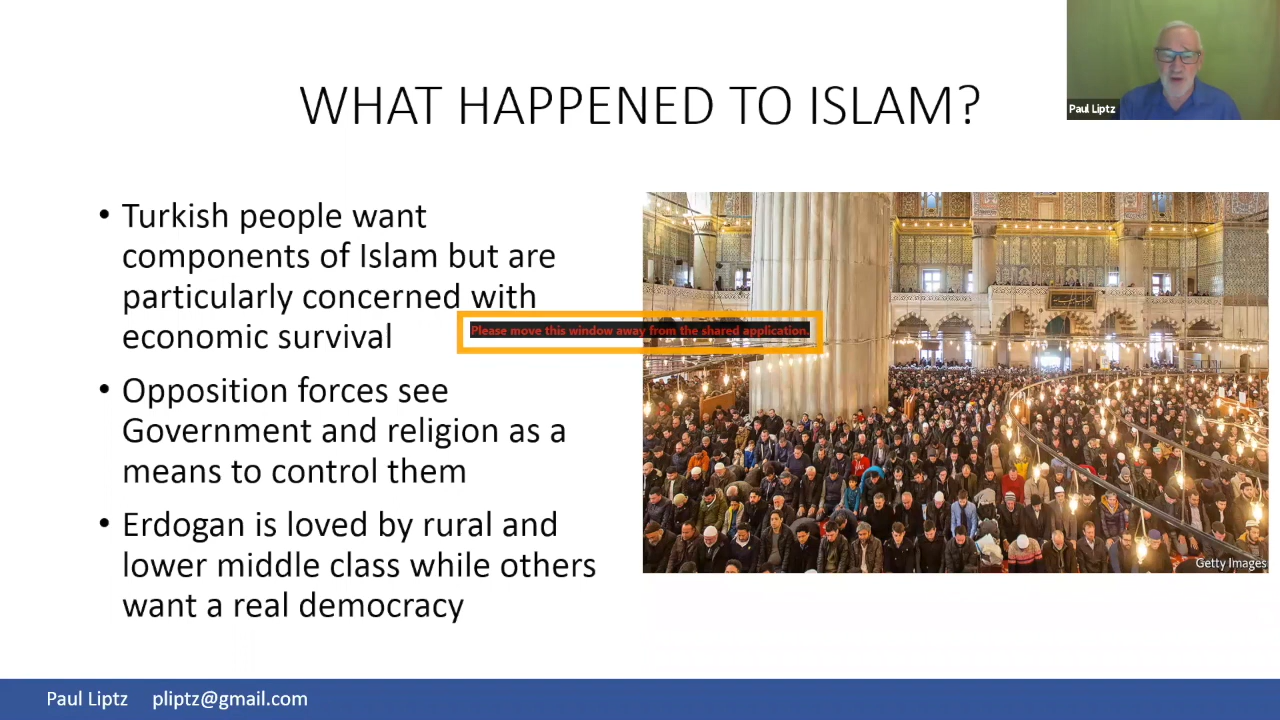 WHAT HAPPENED TO ISLAM?
Paul Liptz
• Turkish people want
components of Islam but are
particularly concerned with
economic survival
Please move this window away from the shared application.
• Opposition forces see
Government and religion as a
means to control them
• Erdogan is loved by rural and
lower middle class while others
want a real democracy
Getty Images
Paul Liptz pliptz@gmail.com